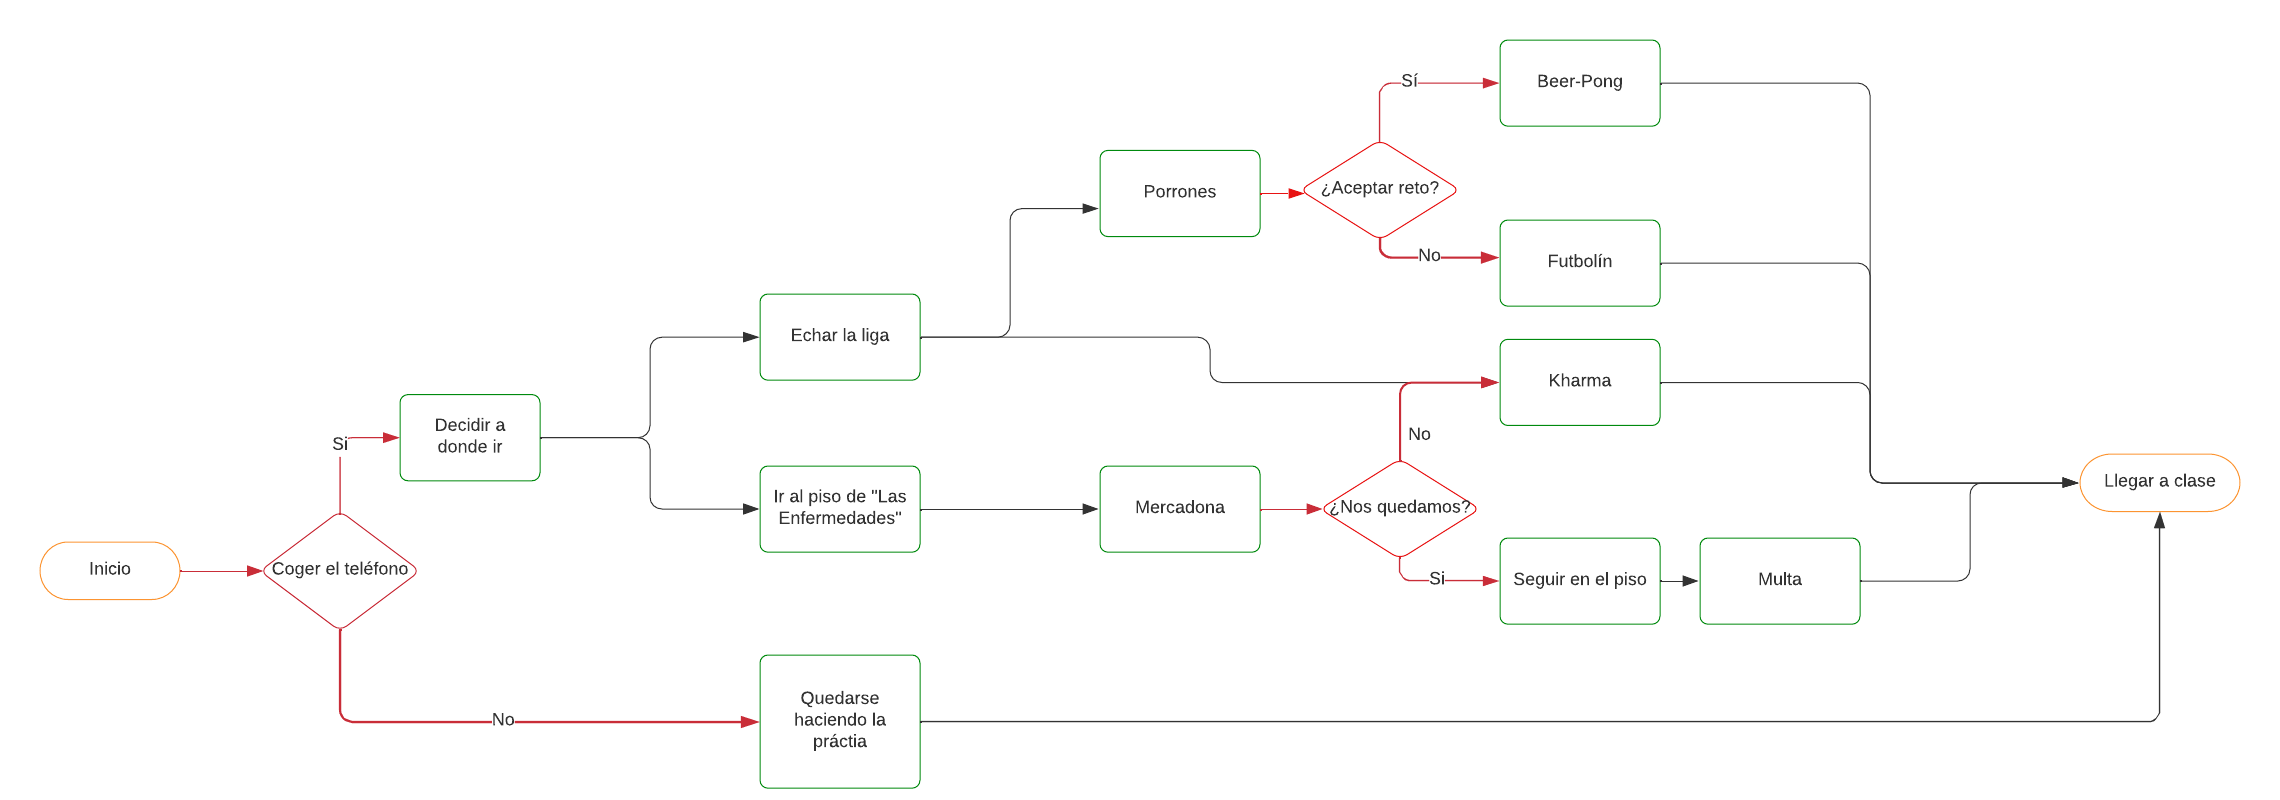 Inicio
Coger el teléfono
Si
No
Decidir a
donde ir
Echar la liga
Ir al piso de "Las
Enfermedades"
Quedarse
haciendo la
práctia
Porrones
Mercadona
¿Aceptar reto?
Sí
No
¿Nos quedamos?
No
Si
Beer-Pong
Futbolín
Kharma
Seguir en el piso
Multa
Llegar a clase